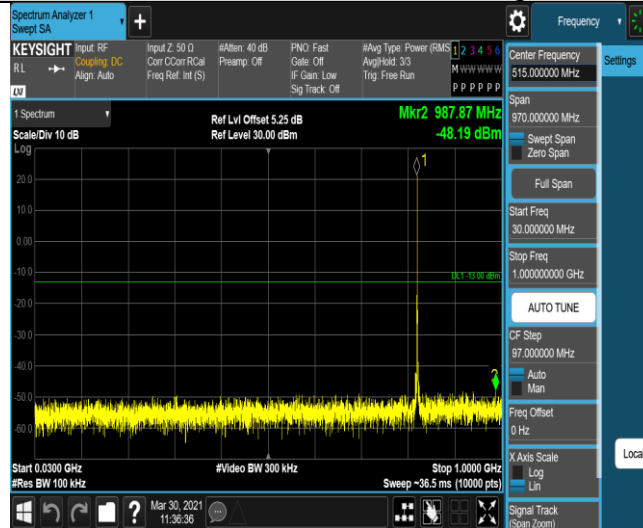 Spectrum Analyzer 1
Swept SA
Frequency
KEYSIGHT
RL
LXI
Input: RF
Coupling: DC
Align: Auto
Input Z: 50 Ω
Corr CCorr RCal
Freq Ref: Int (S)
#Atten: 40 dB
Preamp: Off
PNO: Fast
Gate: Off
IF Gain: Low
Sig Track: Off
#Avg Type: Power (RMS
Avg|Hold: 3/3
Trig: Free Run
1 2 3 4 5 6
M W W W W W
P P P P P P
1 Spectrum
Scale/Div 10 dB
Log
Ref Lvl Offset 5.25 dB
Ref Level 30.00 dBm
Mkr2 987.87 MHz
-48.19 dBm
1
20.0
10.0
0.00
DL1 -13.00 dBm
-10.0
-20.0
-30.0
-40.0
2
-50.0
-60.0
Start 0.0300 GHz
#Res BW 100 kHz
#Video BW 300 kHz
Stop 1.0000 GHz
Sweep ~36.5 ms (10000 pts)
Mar 30, 2021
11:36:36
Center Frequency
515.000000 MHz
Span
970.000000 MHz
Swept Span
Zero Span
Full Span
Start Freq
30.000000 MHz
Stop Freq
1.000000000 GHz
AUTO TUNE
CF Step
97.000000 MHz
Auto
Man
Freq Offset
0 Hz
X Axis Scale
Log
Lin
Signal Track
(Span Zoom)
Settings
Loca